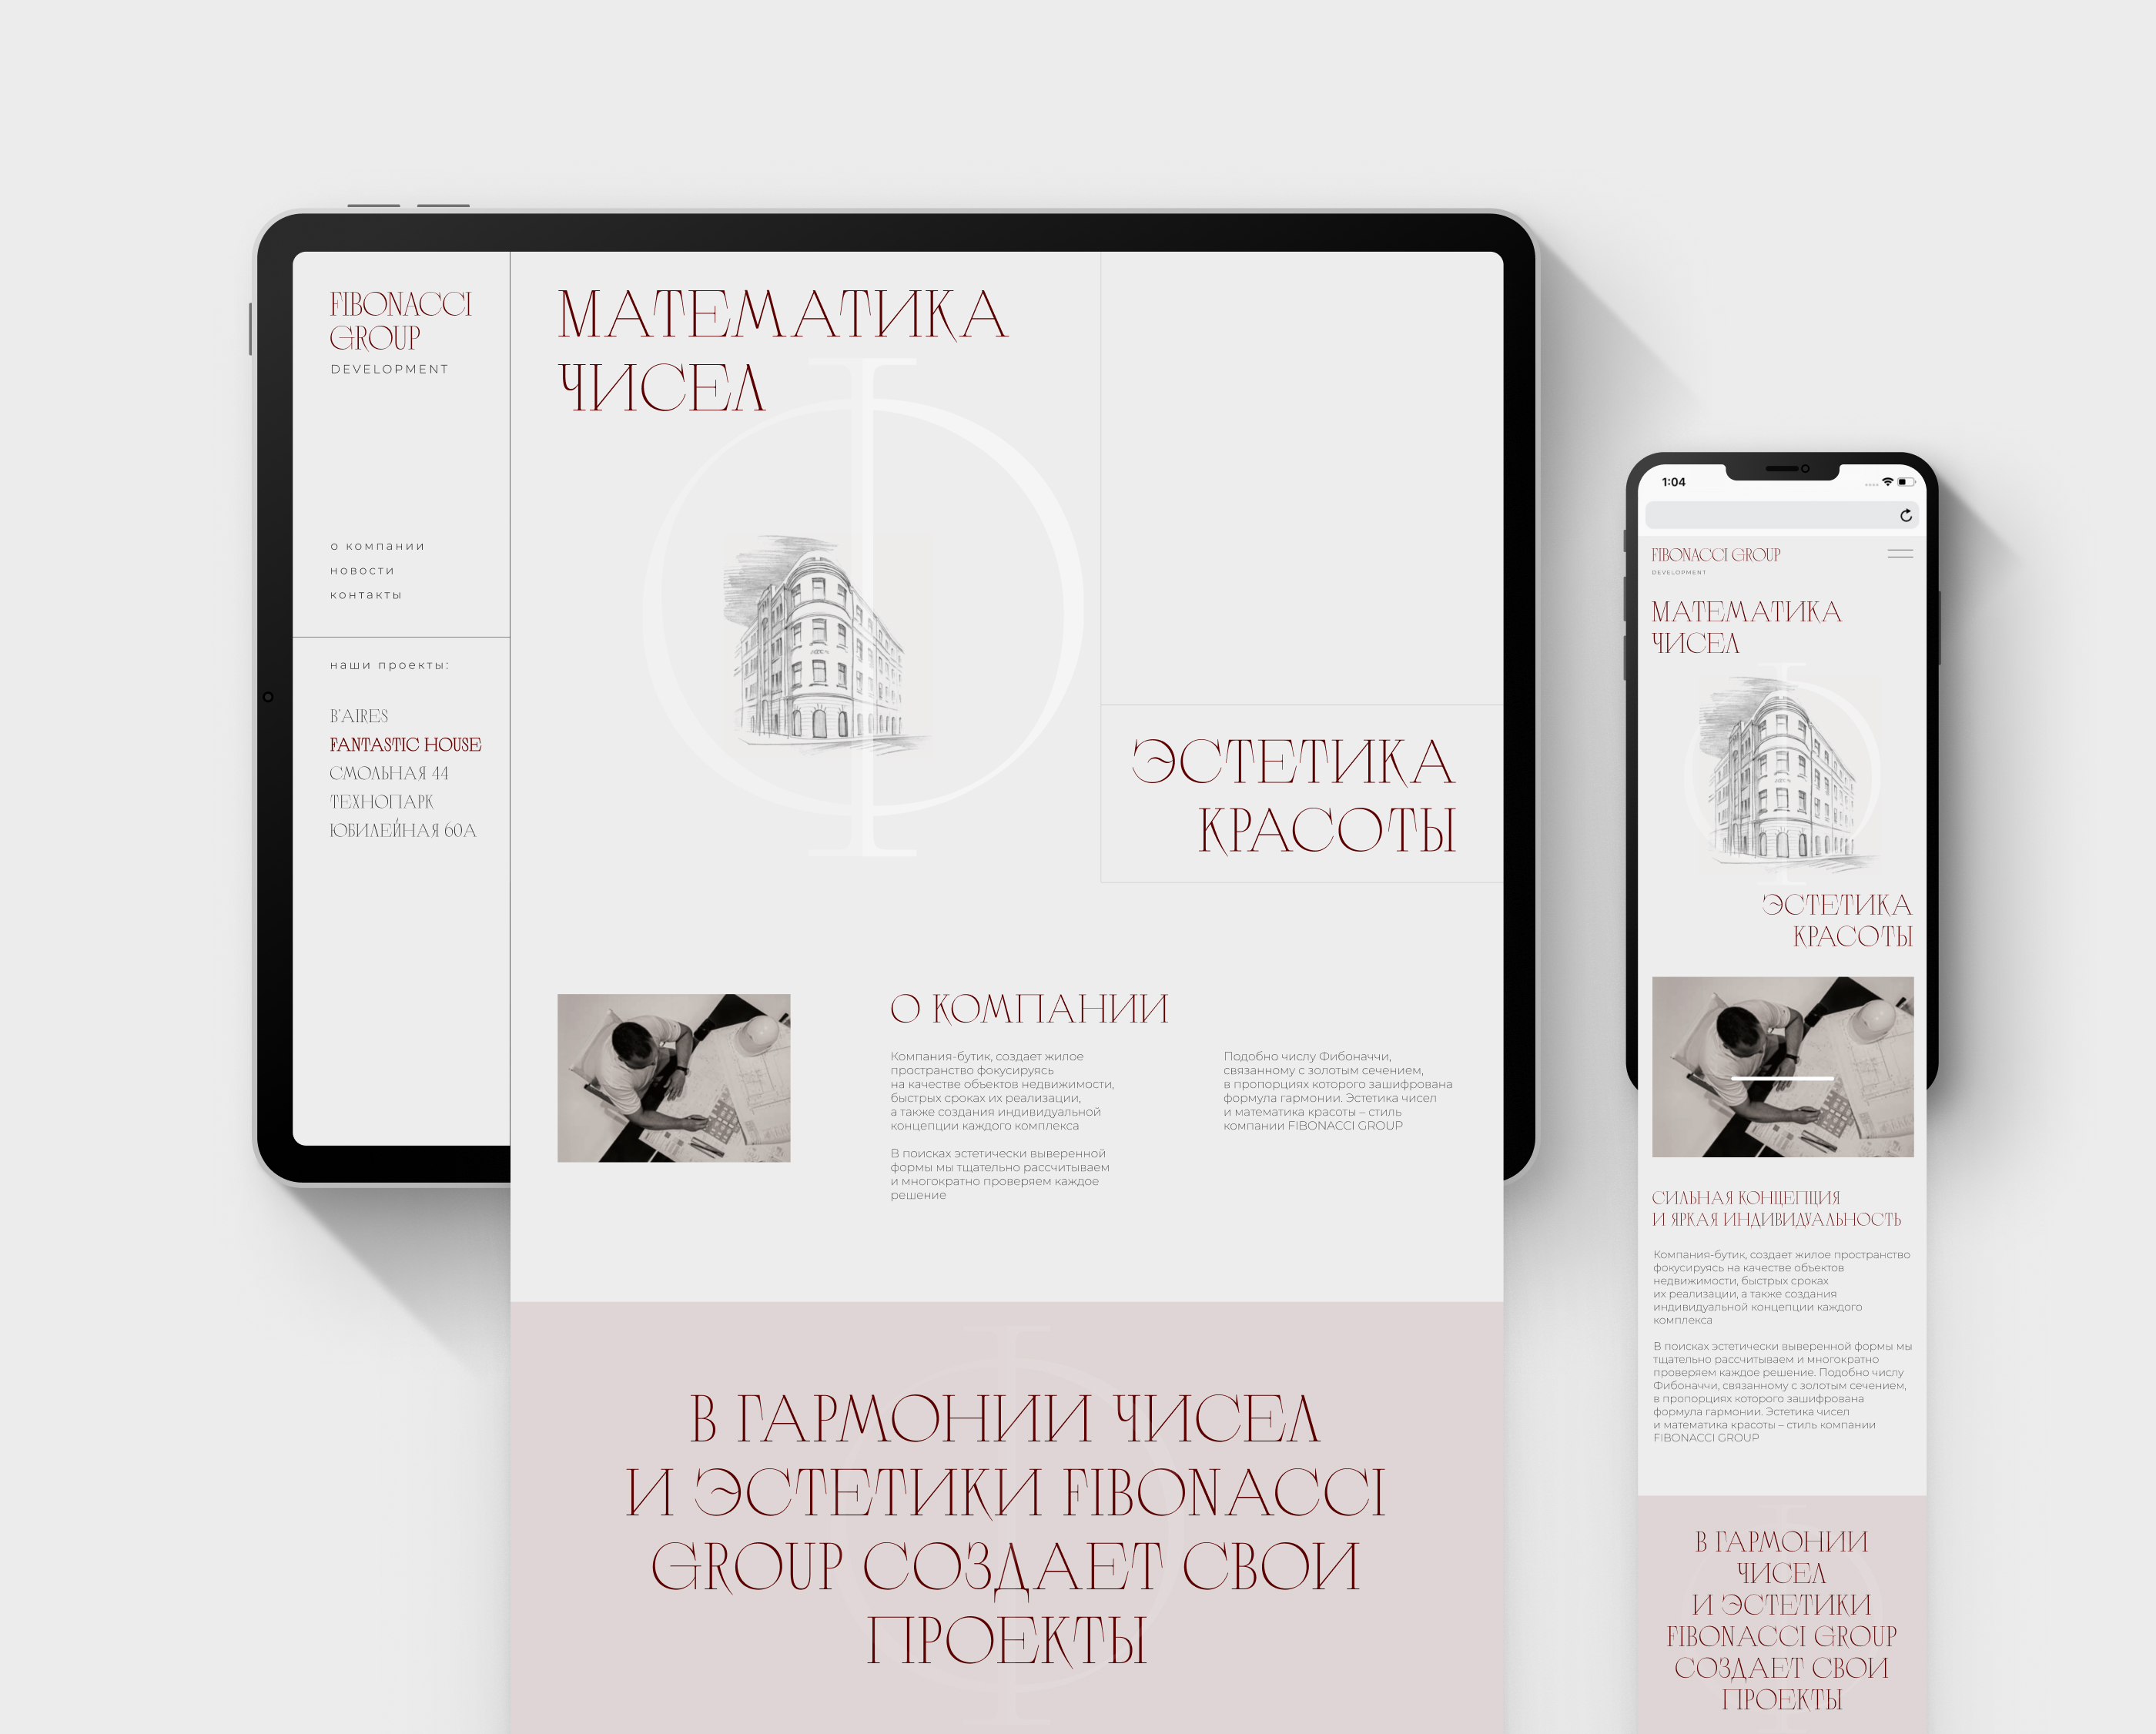 FIBONACCI
GROUP
DEVELOPMENT
о компании
новости
контакты
наши проекты:
B'AIRES
FANTASTIC HOUSE
СМОЛЬНАЯ 44
ТЕХНОПАРК
ЮБИЛЕЙНАЯ 60А
МАТЕМАТИКА
ЧИСЕЛ
Ф
ЭСТЕТИКА
КРАСОТЫ
О КОМПАНИИ
Компания-бутик, создает жилое
пространство фокусируясь
на качестве объектов недвижимости,
быстрых сроках их реализации,
а также создания индивидуальной
концепции каждого комплекса
В поисках эстетически выверенной
формы мы тщательно рассчитываем
и многократно проверяем каждое
решение
Подобно числу Фибоначчи,
связанному с золотым сечением,
в пропорциях которого зашифрована
формула гармонии. Эстетика чисел
и математика красоты – стиль
компании FIBONACCI GROUP
В ГАРМОНИИ ЧИСЕЛ
И ЭСТЕТИКИ FIBONACCI
GROUP СОЗДАЕТ СВОИ
ПРОЕКТЫ
1:04
FIBONACCI GROUP
DEVELOPMENT
МАТЕМАТИКА
ЧИСЕЛ
Ф
ЭСТЕТИКА
КРАСОТЫ
СИЛЬНАЯ КОНЦЕПЦИЯ
И ЯРКАЯ ИНДИВИДУАЛЬНОСТЬ
Компания-бутик, создает жилое пространство
фокусируясь на качестве объектов
недвижимости, быстрых сроках
их реализации, а также создания
индивидуальной концепции каждого
комплекса
В поисках эстетически выверенной формы мы
тщательно рассчитываем и многократно
проверяем каждое решение. Подобно числу
Фибоначчи, связанному с золотым сечением,
в пропорциях которого зашифрована
формула гармонии. Эстетика чисел
и математика красоты – стиль компании
FIBONACCI GROUP
В ГАРМОНИИ
ЧИСЕЛ
И ЭСТЕТИКИ
FIBONACCI GROUP
СОЗДАЕТ СВОИ
ПРОЕКТЫ